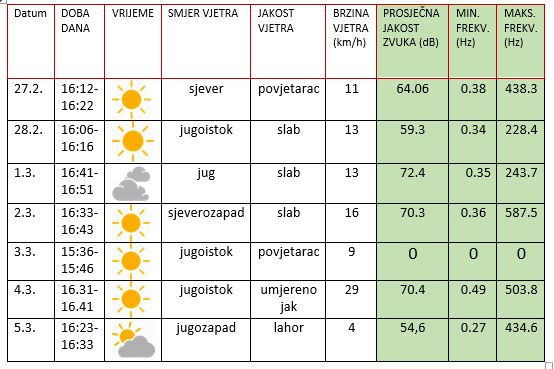 Datum DOBA DANA VRIJEME SMJER VJETRA JAKOST VJETRA BRZINA VJETRA (km/h) PROSJEČNA JAKOST ZVUKA (dB) MIN. FREKV. (Hz) MAKS. FREKV. (Hz)
27.2. 16:12-16:22 sjever povjetarac 11 64.06 0.38 438.3
28.2. 16:06-16:16 jugoistok slab 13 59.3 0.34 228.4
1.3. 16:41-16:51 jug slab 13 72.4 0.35 243.7
2.3. 16:33-16:43 sjeverozapad slab 16 70.3 0.36 587.5
3.3. 15:36-15:46 jugoistok povjetarac 9 0 0 0
4.3. 16.31-16.41 jugoistok umjereno jak 29 70.4 0.49 503.8
5.3. 16:23-16:33 jugozapad lahor 4 54,6 0.27 434.6